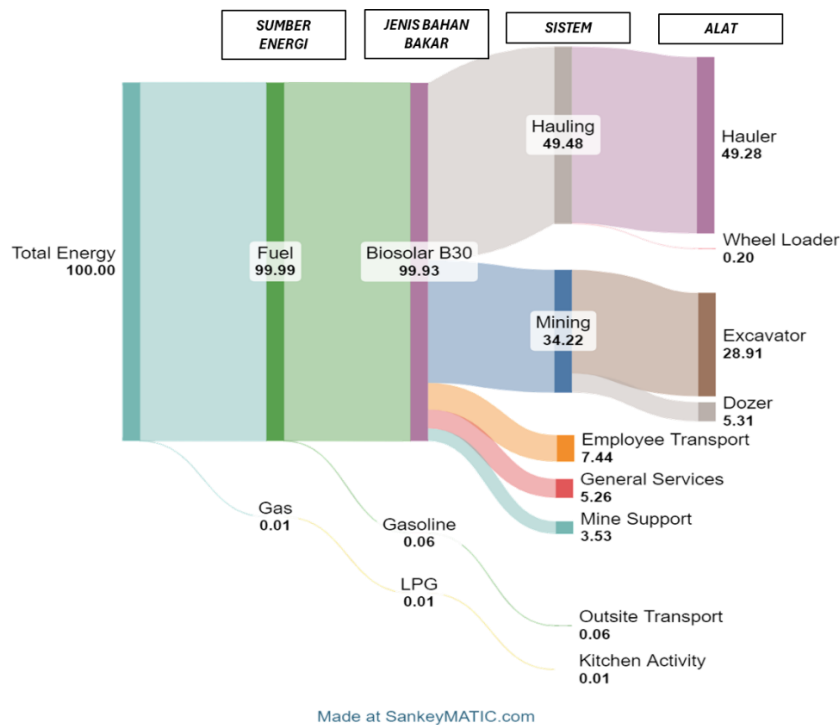 SUMBER
ENERGI
JENIS BAHAN
BAKAR
SISTEM
ALAT
Total Energy
100.00
Fuel
99.99
Gas
0.01
Biosolar B30
99.93
Gasoline
0.06
LPG
0.01
Hauling
49.48
Mining
34.22
Employee Transport
7.44
General Services
5.26
Mine Support
3.53
Outsite Transport
0.06
Kitchen Activity
0.01
Hauler
49.28
Wheel Loader
0.20
Excavator
28.91
Dozer
5.31
Made at SankeyMATIC.com